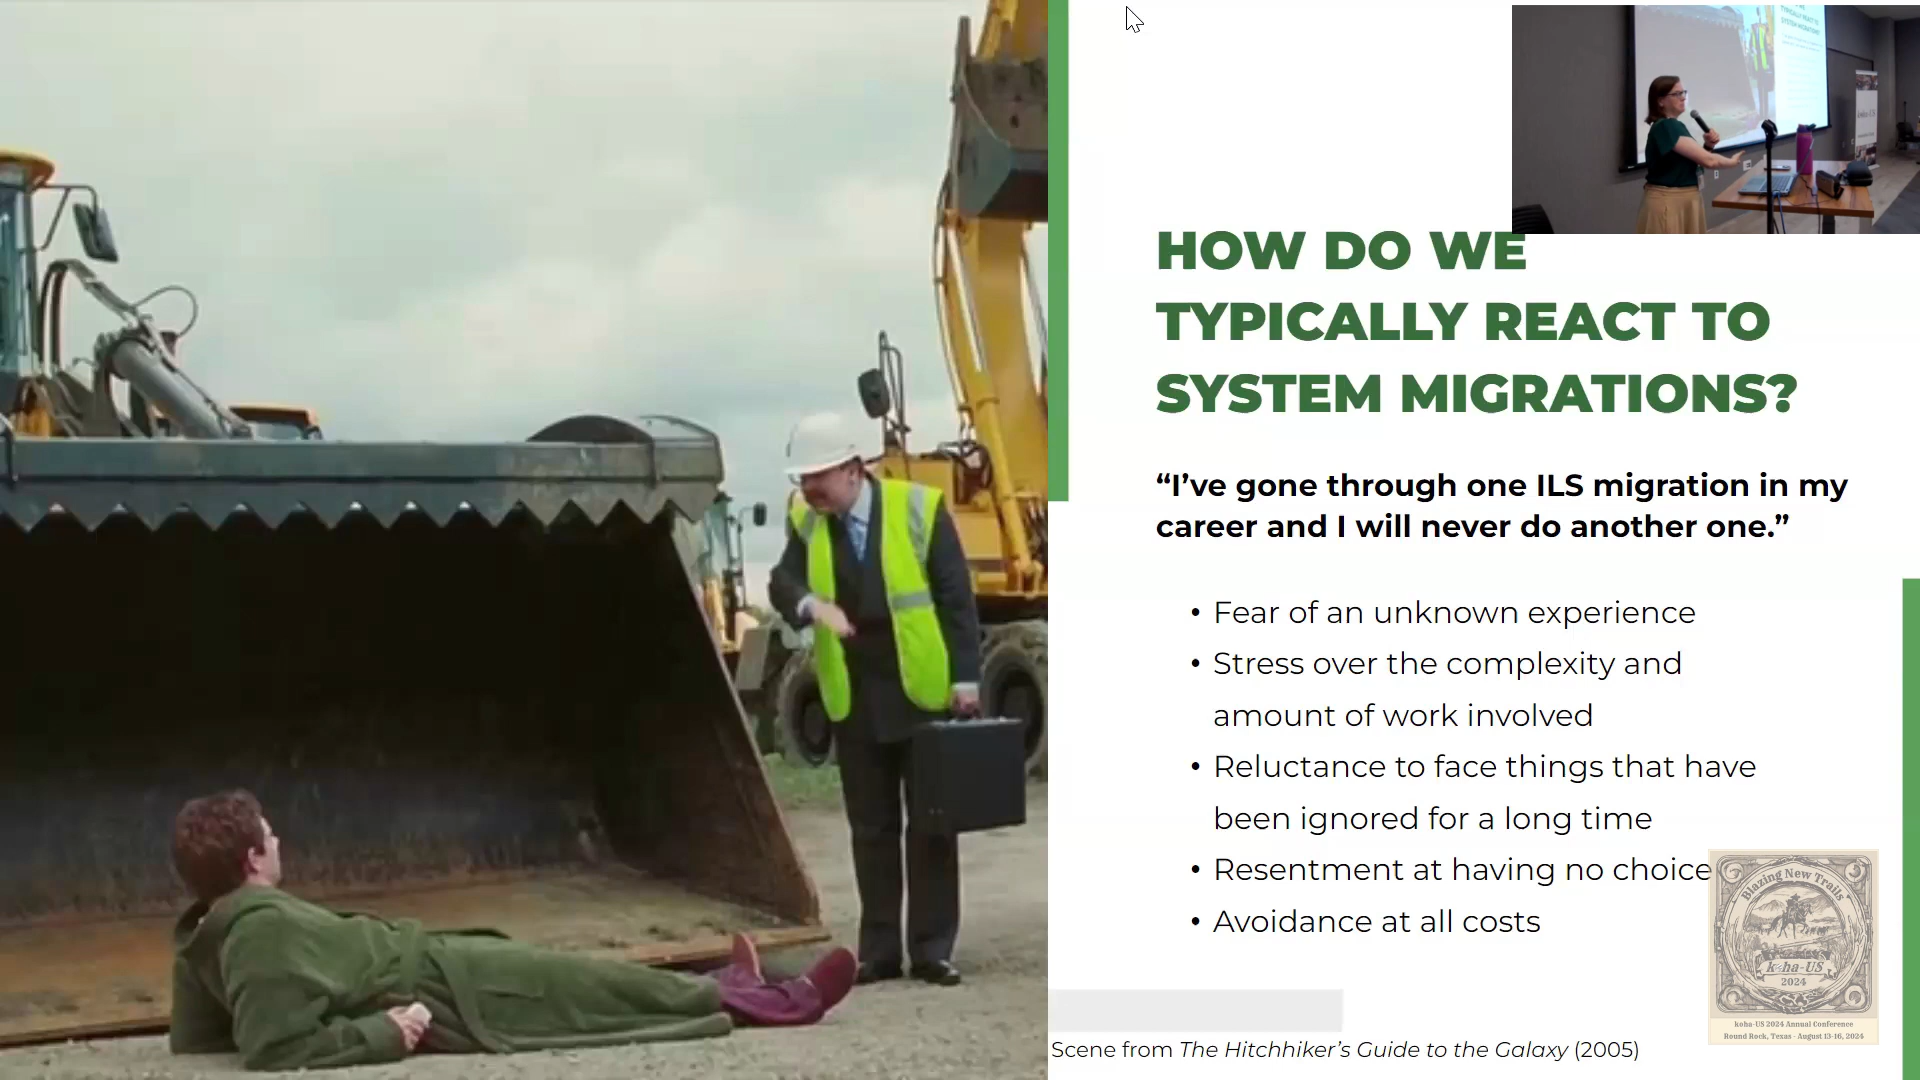 HOW DO WE
TYPICALLY REACT TO
SYSTEM MIGRATIONS?
“I’ve gone through one ILS migration in my
career and I will never do another one.”
• Fear of an unknown experience
• Stress over the complexity and
amount of work involved
• Reluctance to face things that have
been ignored for a long time
• Resentment at having no choice
• Avoidance at all costs
Blazing New Trails
koha-US
2024
koha-US 2024 Annual Conference
Round Rock, Texas - August 13-16, 2024
Scene from The Hitchhiker’s Guide to the Galaxy (2005)